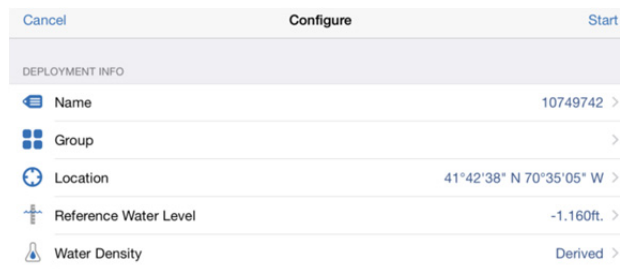 Cancel Configure Start
DEPLOYMENT INFO
Name 10749742
Group
Location 41°42'38" N 70°35'05" W
Reference Water Level -1.160ft.
Water Density Derived